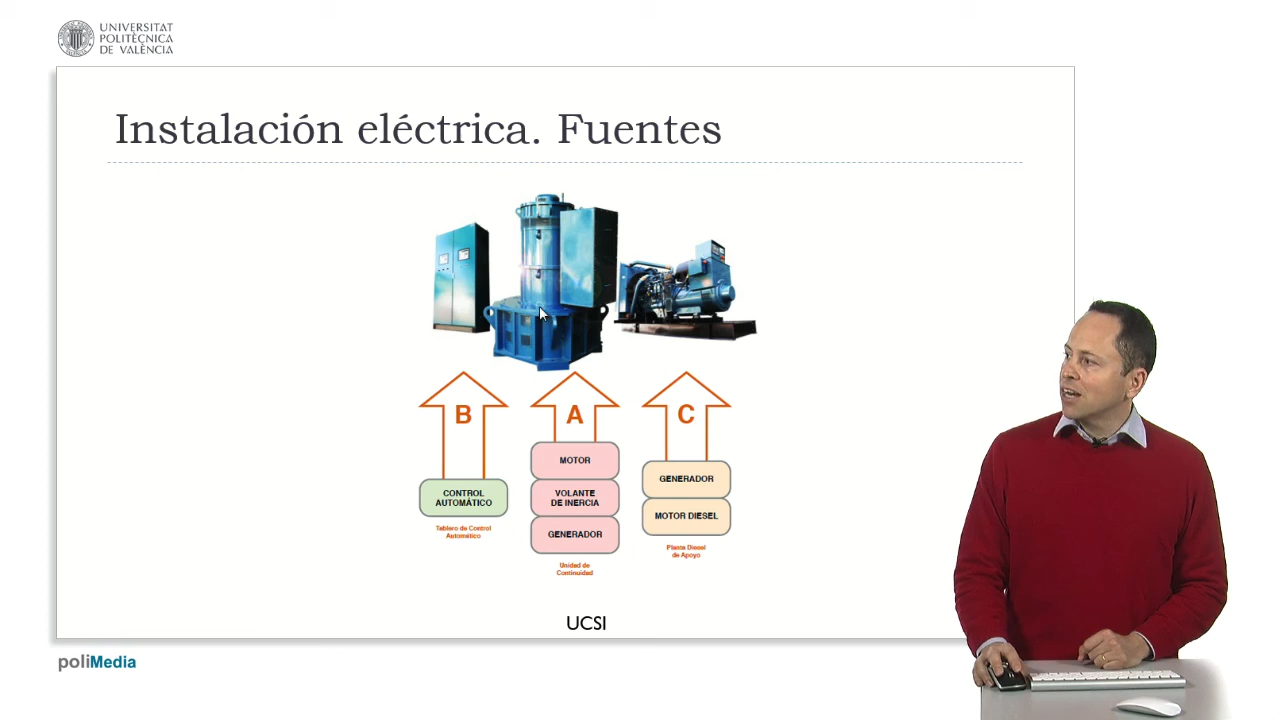 UNIVERSITAT
POLITÈCNICA
DE VALÈNCIA
Instalación eléctrica. Fuentes
B
A
C
MOTOR
GENERADOR
CONTROL
AUTOMÁTICO
VOLANTE
DE INERCIA
MOTOR DIESEL
Tablero de Control
Automático
GENERADOR
Planta Diesel
de Apoyo
Unidad de
Continuidad
UCSI
poliMedia